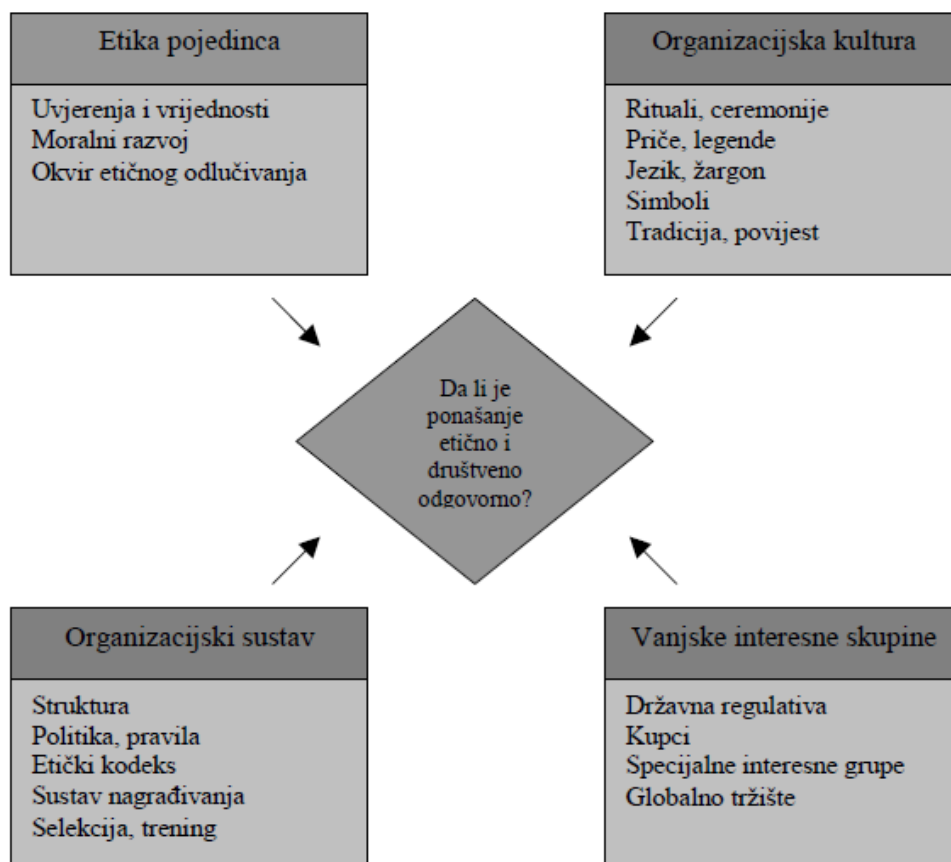 Etika pojedinca
Uvjerenja i vrijednosti
Moralni razvoj
Okvir etičnog odlučivanja
Organizacijska kultura
Rituali, ceremonije
Priče, legende
Jezik, žargon
Simboli
Tradicija, povijest
Da li je
ponašanje
etično i
društveno
odgovorno?
Organizacijski sustav
Struktura
Politika, pravila
Etički kodeks
Sustav nagrađivanja
Selekcija, trening
Vanjske interesne skupine
Državna regulativa
Kupci
Specijalne interesne grupe
Globalno tržište